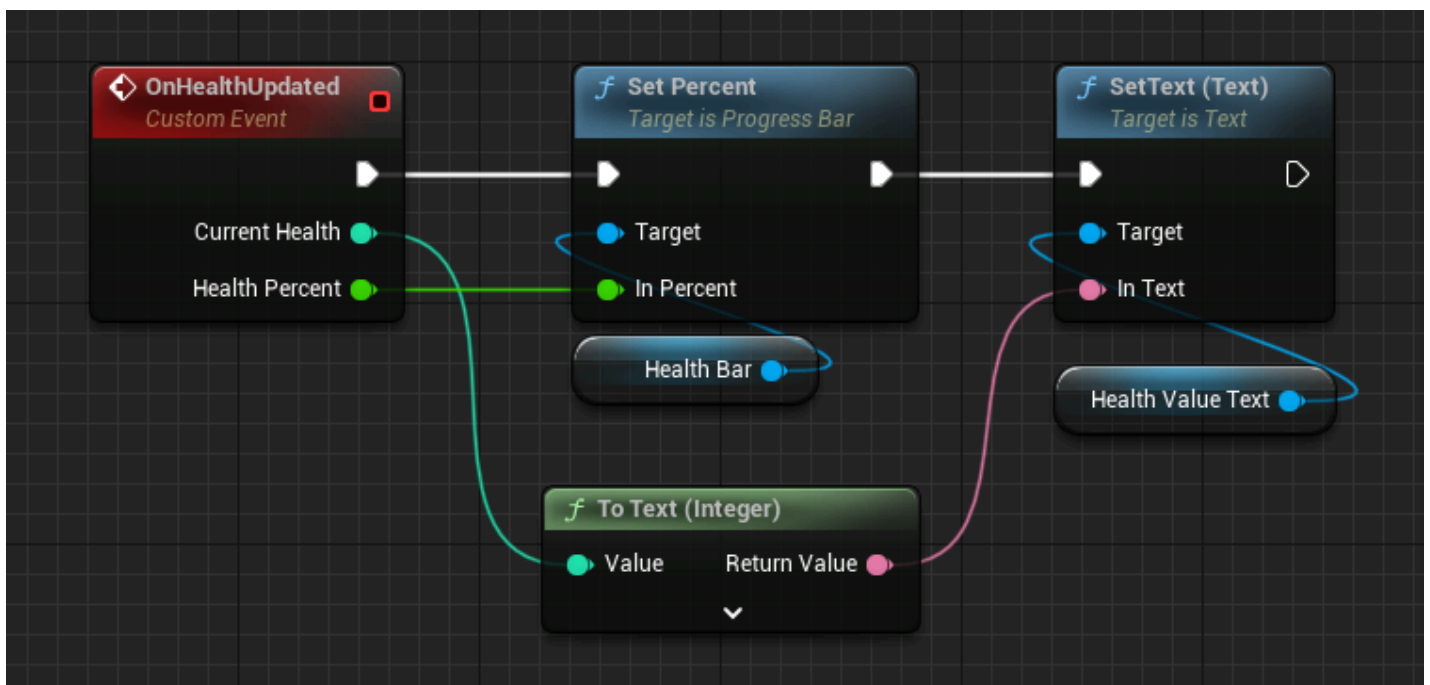 OnHealthUpdated
Custom Event
Current Health
Health Percent
f Set Percent
Target is Progress Bar
Target
In Percent
Health Bar
f SetText (Text)
Target is Text
Target
In Text
Health Value Text
f To Text (Integer)
Value Return Value